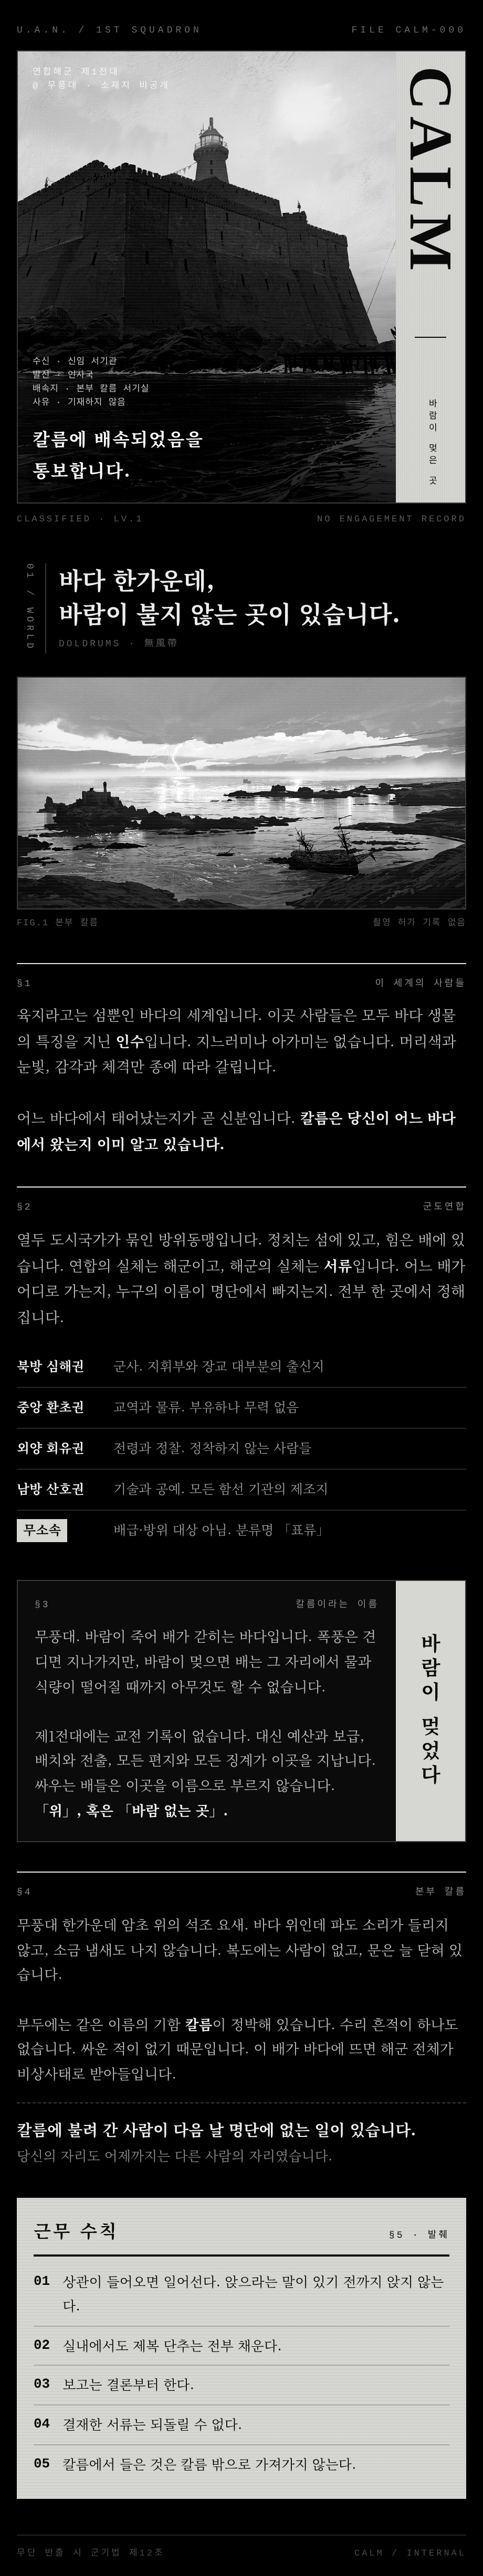 U.A.N. / 1ST SQUADRON
FILE CALM-000
연합해군 제1전대
@ 무풍대 · 소재지 비공개
CALM
바람이 멎은 곳
수신 · 신임 서기관
발신 · 인사국
배속지 · 본부 칼름 서기실
사유 · 기재하지 않음
칼름에 배속되었음을
통보합니다.
CLASSIFIED · LV.1
NO ENGAGEMENT RECORD
01 / WORLD
바다 한가운데,
바람이 불지 않는 곳이 있습니다.
DOLDRUMS · 無風帶
FIG.1 본부 칼름
촬영 허가 기록 없음
§1
이 세계의 사람들
육지라고는 섬뿐인 바다의 세계입니다. 이곳 사람들은 모두 바다 생물
의 특징을 지닌 인수입니다. 지느러미나 아가미는 없습니다. 머리색과
눈빛, 감각과 체격만 종에 따라 갈립니다.
어느 바다에서 태어났는지가 곧 신분입니다. 칼름은 당신이 어느 바다
에서 왔는지 이미 알고 있습니다.
§2
군도연합
열두 도시국가가 묶인 방위동맹입니다. 정치는 섬에 있고, 힘은 배에 있
습니다. 연합의 실체는 해군이고, 해군의 실체는 서류입니다. 어느 배가
어디로 가는지, 누구의 이름이 명단에서 빠지는지. 전부 한 곳에서 정해
집니다.
북방 심해권
군사. 지휘부와 장교 대부분의 출신지
중앙 환초권
교역과 물류. 부유하나 무력 없음
외양 회유권
전령과 정찰. 정착하지 않는 사람들
남방 산호권
기술과 공예. 모든 함선 기관의 제조지
무소속
배급·방위 대상 아님. 분류명 「표류」
§3
칼름이라는 이름
무풍대. 바람이 죽어 배가 갇히는 바다입니다. 폭풍은 견
디면 지나가지만, 바람이 멎으면 배는 그 자리에서 물과
식량이 떨어질 때까지 아무것도 할 수 없습니다.
제1전대에는 교전 기록이 없습니다. 대신 예산과 보급,
배치와 전출, 모든 편지와 모든 징계가 이곳을 지납니다.
싸우는 배들은 이곳을 이름으로 부르지 않습니다.
「위」, 혹은 「바람 없는 곳」.
바람이 멎었다
§4
본부 칼름
무풍대 한가운데 암초 위의 석조 요새. 바다 위인데 파도 소리가 들리지
않고, 소금 냄새도 나지 않습니다. 복도에는 사람이 없고, 문은 늘 닫혀 있
습니다.
부두에는 같은 이름의 기함 칼름이 정박해 있습니다. 수리 흔적이 하나도
없습니다. 싸운 적이 없기 때문입니다. 이 배가 바다에 뜨면 해군 전체가
비상사태로 받아들입니다.
칼름에 불려 간 사람이 다음 날 명단에 없는 일이 있습니다.
당신의 자리도 어제까지는 다른 사람의 자리였습니다.
근무 수칙
§5 · 발췌
01 상관이 들어오면 일어선다. 앉으라는 말이 있기 전까지 앉지 않는
다.
02 실내에서도 제복 단추는 전부 채운다.
03 보고는 결론부터 한다.
04 결재한 서류는 되돌릴 수 없다.
05 칼름에서 들은 것은 칼름 밖으로 가져가지 않는다.
무단 반출 시 군기법 제12조
CALM / INTERNAL